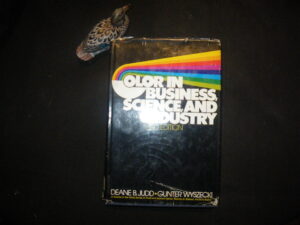 COLOR IN
BUSINESS,
SCIENCE, AND
INDUSTRY
EDITION
DEANE B. JUDD • GUNTER WYSZECKI